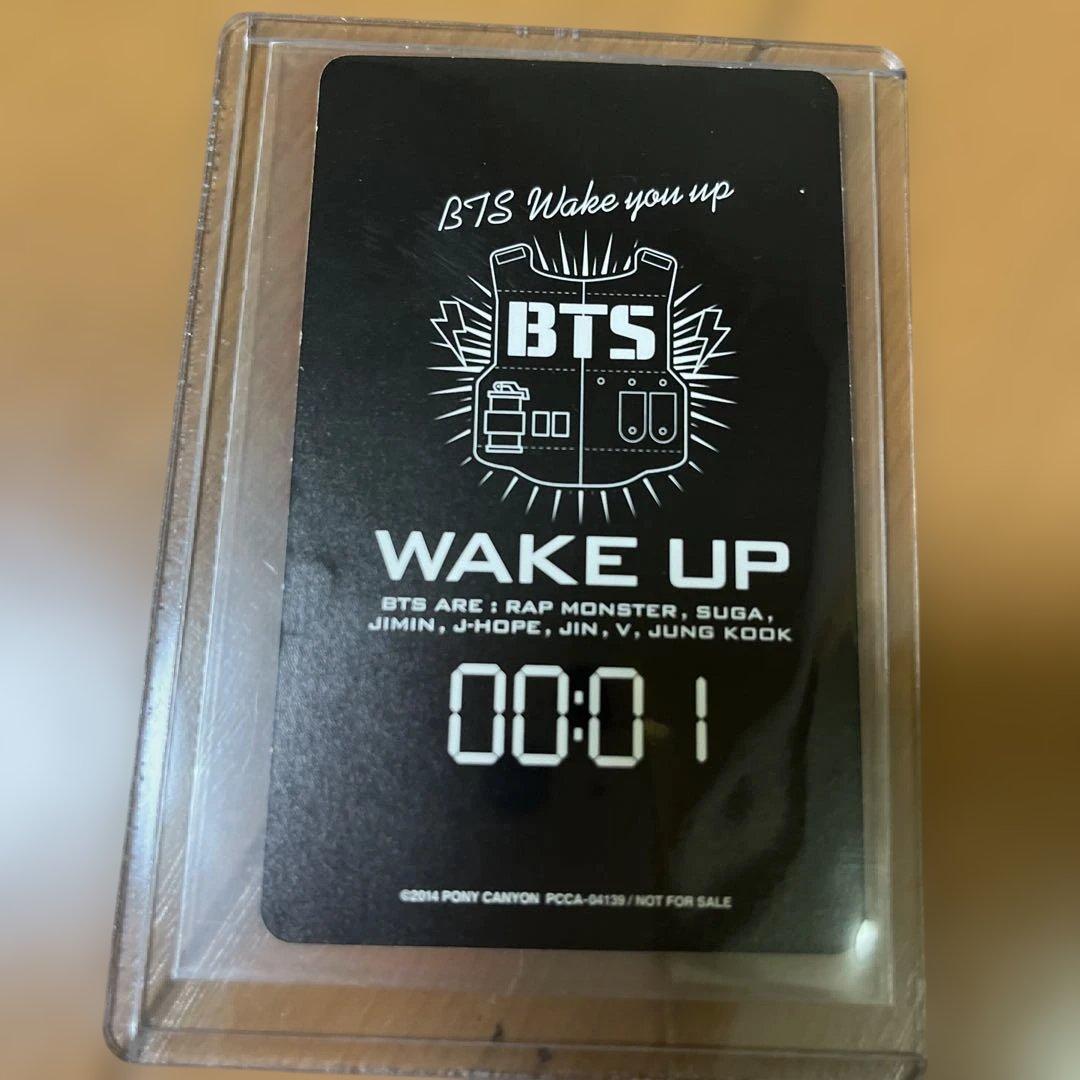 BTS Wake you up
BTS
WAKE UP
BTS ARE : RAP MONSTER, SUGA,
JIMIN, J-HOPE, JIN, V, JUNG KOOK
00:01
©2014 PONY CANYON PCCA-04139 / NOT FOR SALE